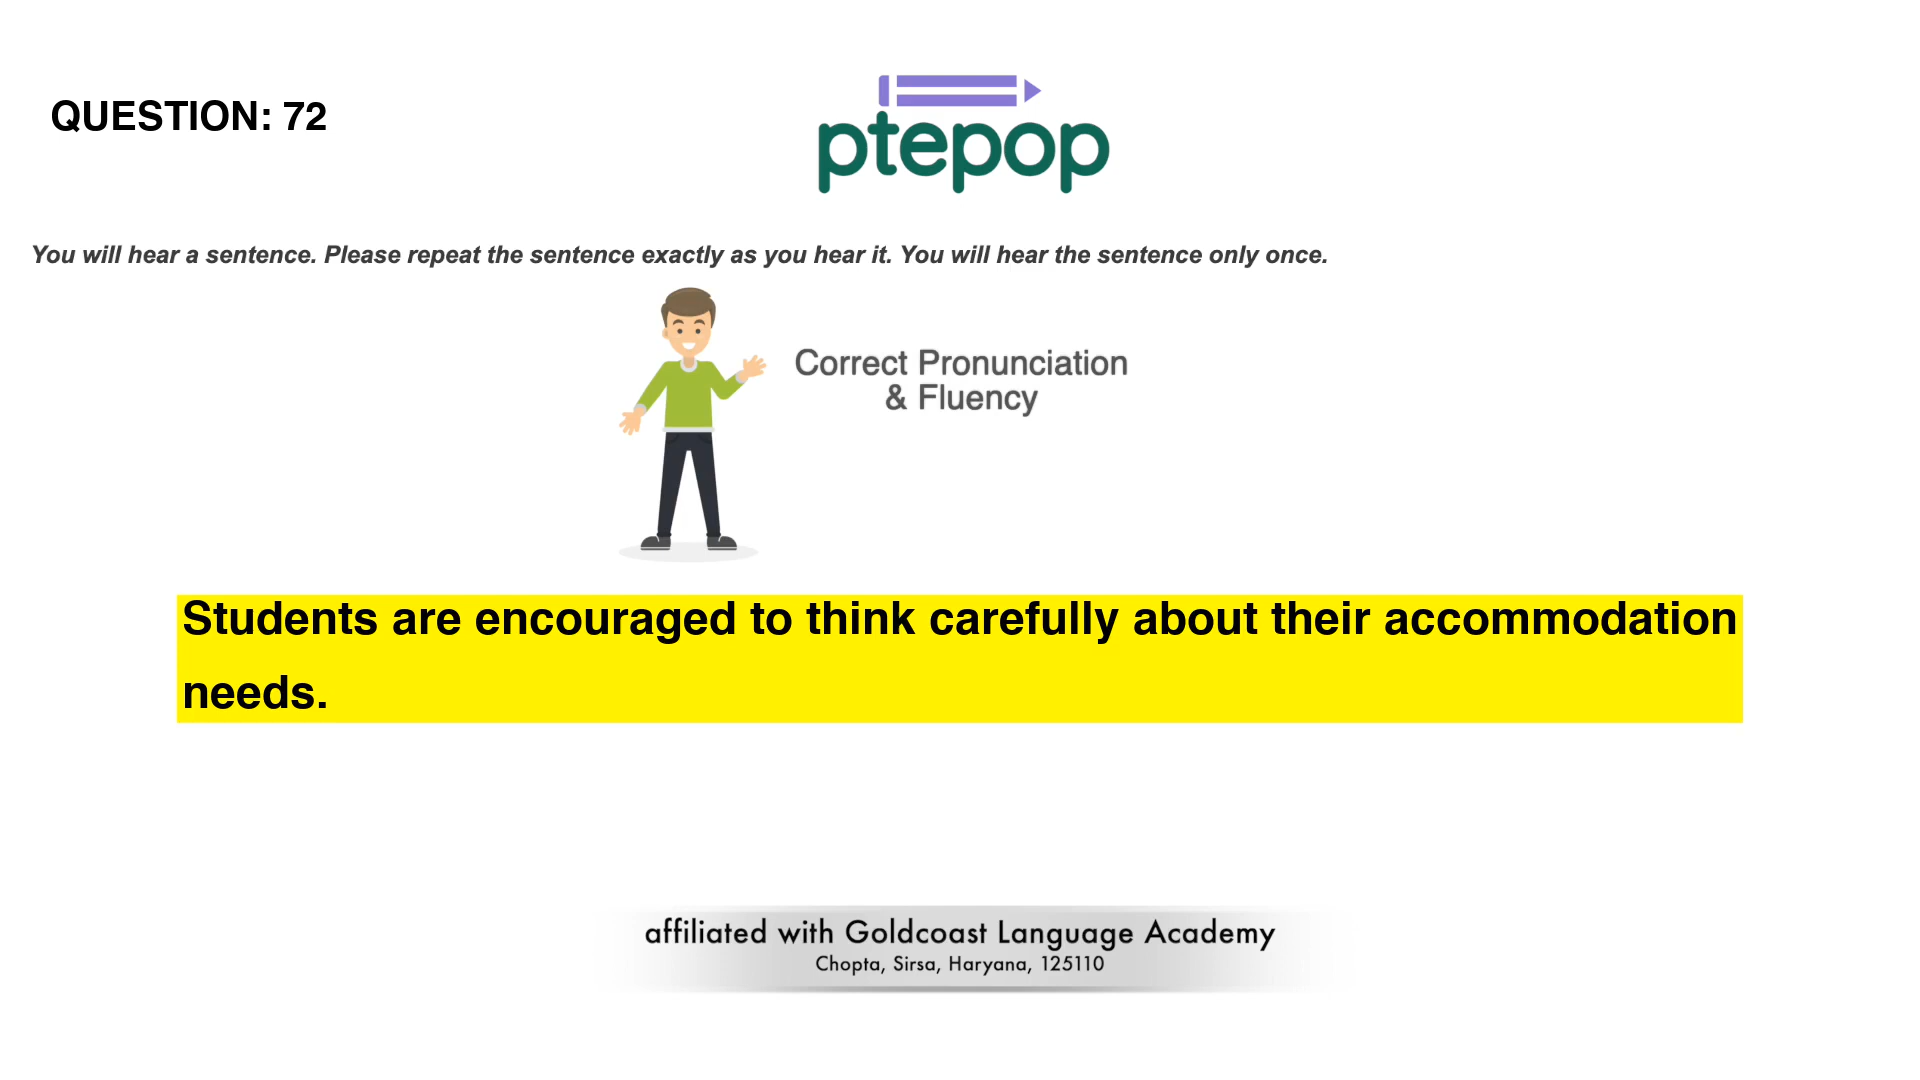 QUESTION: 72
ptepop
You will hear a sentence. Please repeat the sentence exactly as you hear it. You will hear the sentence only once.
Correct Pronunciation
& Fluency
Students are encouraged to think carefully about their accommodation
needs.
affiliated with Goldcoast Language Academy
Chopta, Sirsa, Haryana, 125110